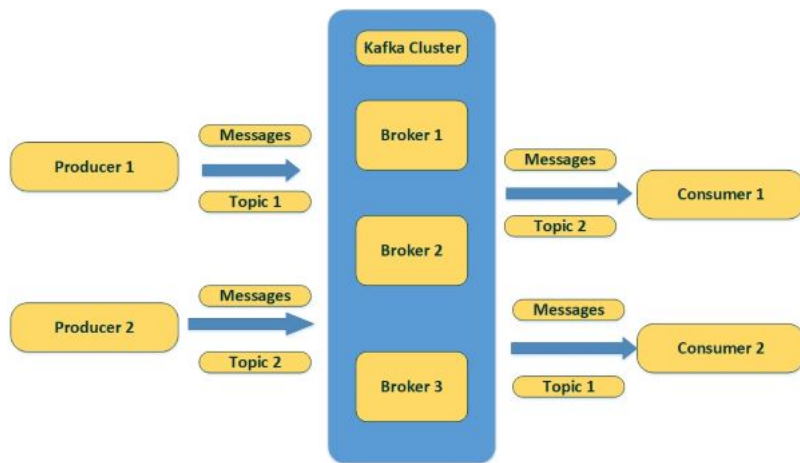 Kafka Cluster
Broker 1
Messages
Producer 1
Topic 1
Messages
Consumer 1
Topic 2
Broker 2
Messages
Producer 2
Topic 2
Messages
Consumer 2
Topic 1
Broker 3